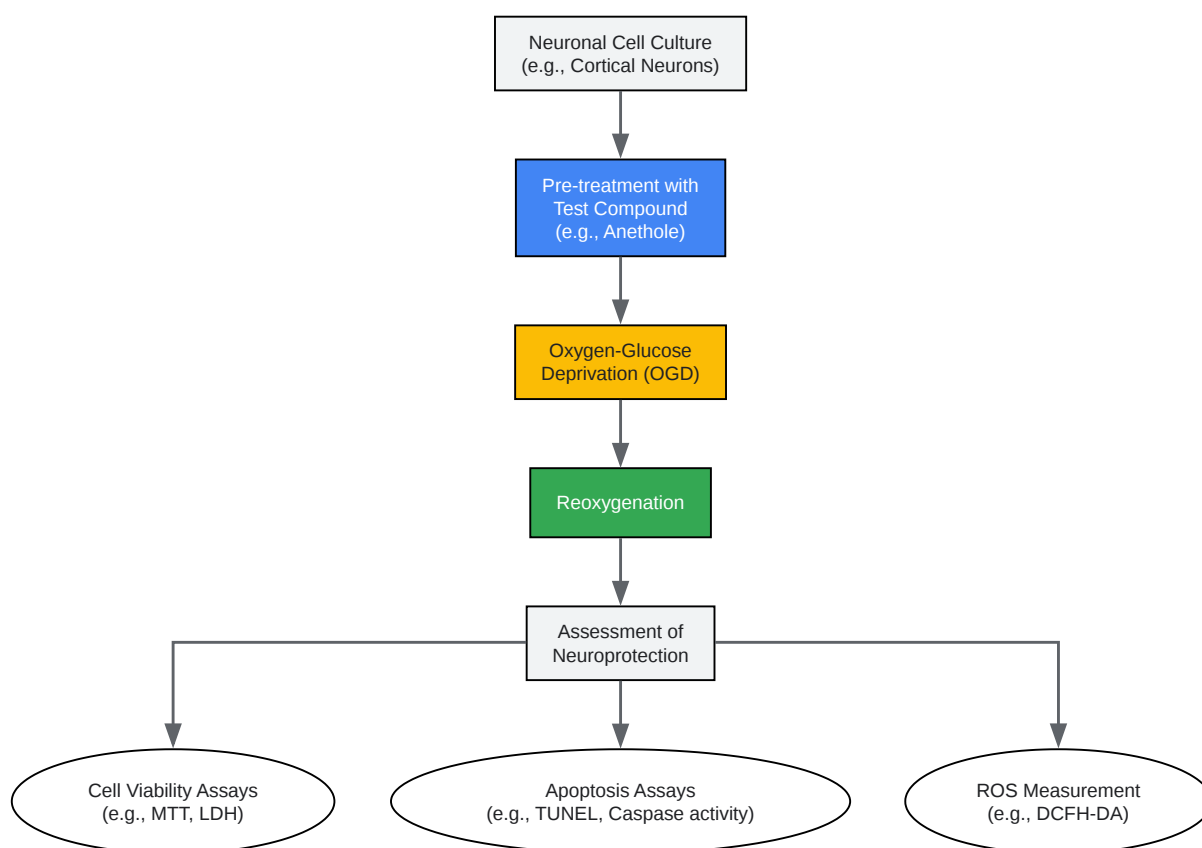 Neuronal Cell Culture
(e.g., Cortical Neurons)
Pre-treatment with
Test Compound
(e.g., Anethole)
Oxygen-Glucose
Deprivation (OGD)
Reoxygenation
Assessment of
Neuroprotection
Cell Viability Assays
(e.g., MTT, LDH)
Apoptosis Assays
(e.g., TUNEL, Caspase activity)
ROS Measurement
(e.g., DCFH-DA)